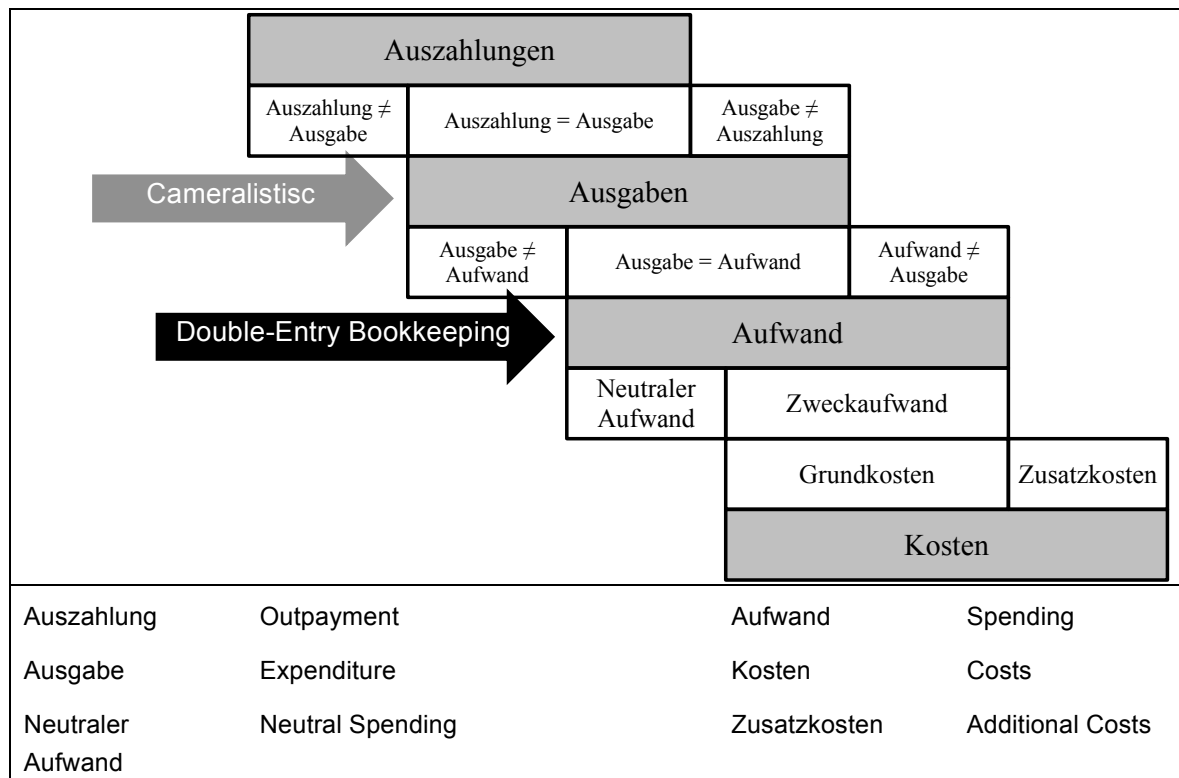 Auszahlungen
Auszahlung ≠
Ausgabe
Auszahlung = Ausgabe
Ausgabe ≠
Auszahlung
Cameralistisc
Ausgaben
Ausgabe ≠
Aufwand
Ausgabe = Aufwand
Aufwand ≠
Ausgabe
Double-Entry Bookkeeping
Aufwand
Neutraler
Aufwand
Zweckaufwand
Grundkosten
Zusatzkosten
Kosten
Auszahlung Outpayment Aufwand Spending
Ausgabe Expenditure Kosten Costs
Neutraler Neutral Spending Zusatzkosten Additional Costs
Aufwand